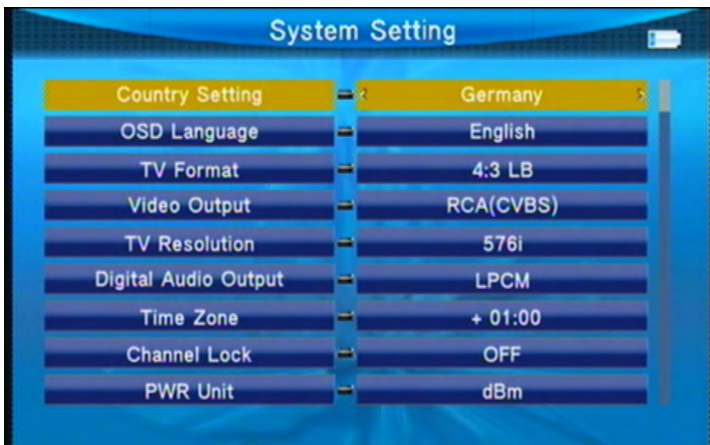 System Setting
Country Setting Germany
OSD Language English
TV Format 4:3 LB
Video Output RCA(CVBS)
TV Resolution 576i
Digital Audio Output LPCM
Time Zone + 01:00
Channel Lock OFF
PWR Unit dBm